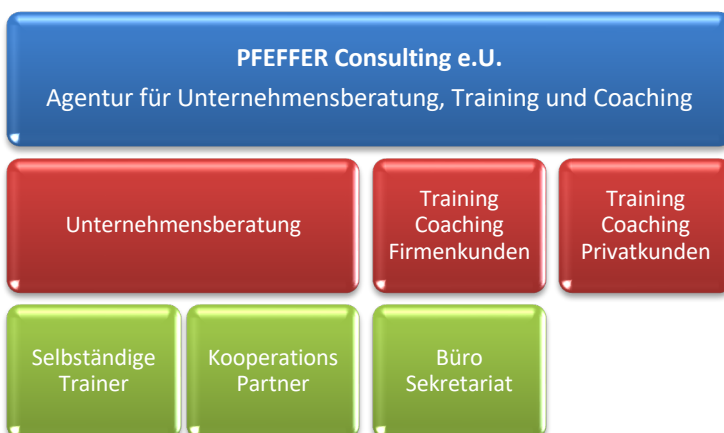 PFEFFER Consulting e.U.
Agentur für Unternehmensberatung, Training und Coaching
Unternehmensberatung
Training
Coaching
Firmenkunden
Training
Coaching
Privatkunden
Selbständige
Trainer
Kooperations
Partner
Büro
Sekretariat